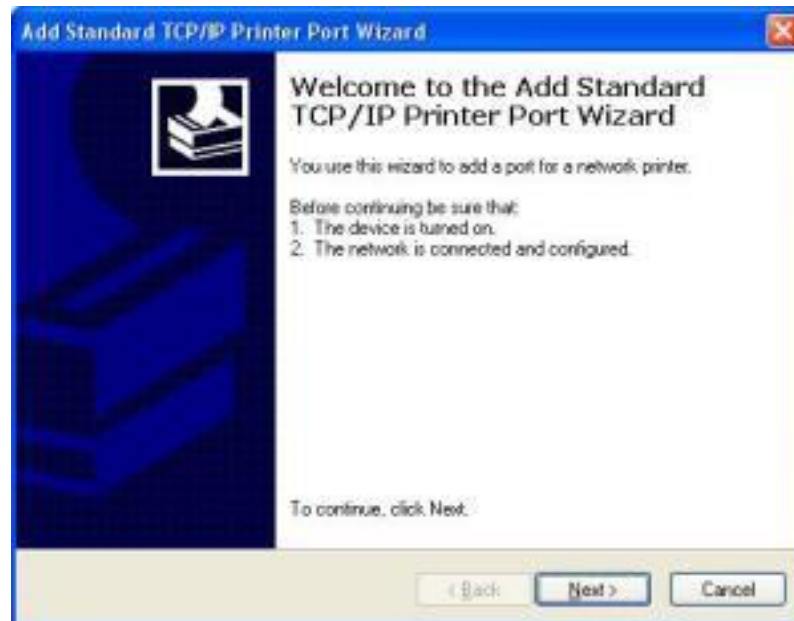 Add Standard TCP/IP Printer Port Wizard
Welcome to the Add Standard
TCP/IP Printer Port Wizard
You use this wizard to add a port for a network printer.
Before continuing be sure that:
1. The device is turned on.
2. The network is connected and configured.
To continue, click Next.
< Back
Next >
Cancel